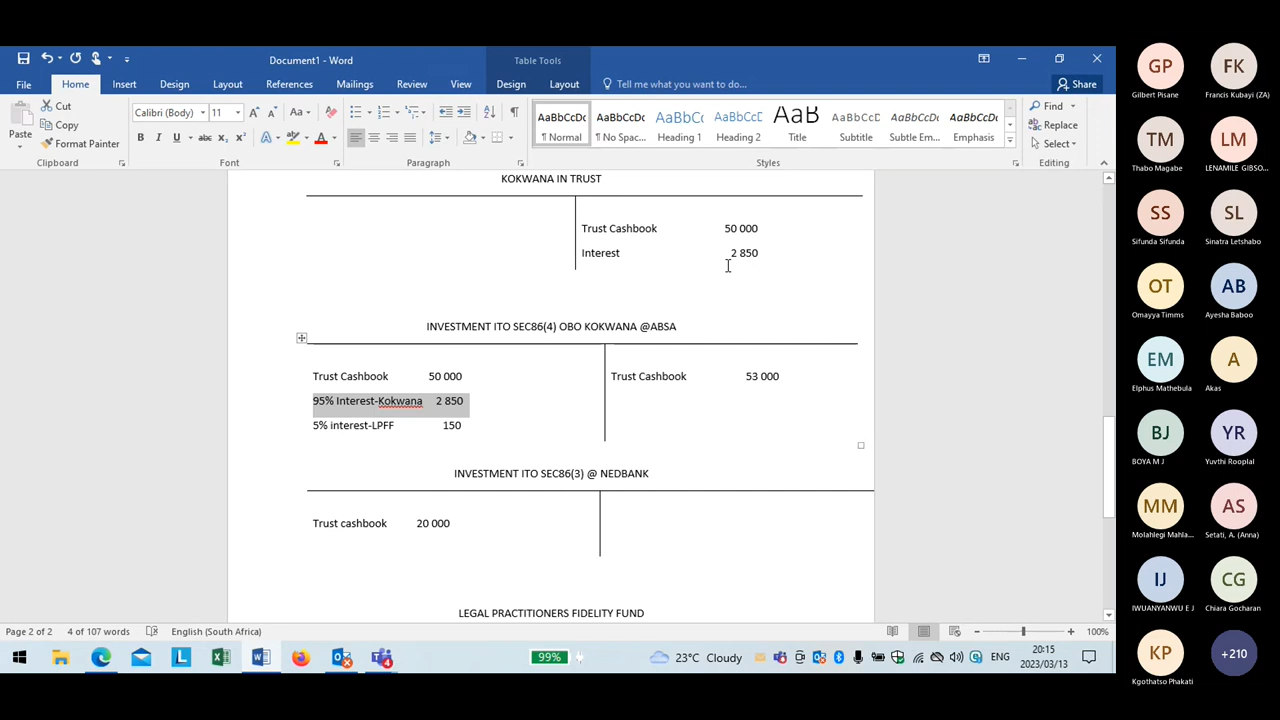 Document1 - Word
Table Tools
File Home Insert Design Layout References Mailings Review View Design Layout Tell me what you want to do... Share
Paste
Cut
Copy
Format Painter
Clipboard
Calibri (Body) 11
Font
Paragraph
AaBbCcDc AaBbCcDc AaBbCc AaBbCcD AaB AaBbCcD AaBbCcDc AaBbCcDc
¶ Normal ¶ No Spac... Heading 1 Heading 2 Title Subtitle Subtle Em... Emphasis
Styles
Find
Replace
Select
Editing
KOKWANA IN TRUST
Trust Cashbook 50 000
Interest 2 850
INVESTMENT ITO SEC86(4) OBO KOKWANA @ABSA
Trust Cashbook 50 000 Trust Cashbook 53 000
95% Interest-Kokwana 2 850
5% interest-LPFF 150
INVESTMENT ITO SEC86(3) @ NEDBANK
Trust cashbook 20 000
LEGAL PRACTITIONERS FIDELITY FUND
Page 2 of 2 4 of 107 words English (South Africa) 100%
99% 23°C Cloudy ENG 20:15
2023/03/13
GP FK
Gilbert Pisane Francis Kubayi (ZA)
TM LM
Thabo Magabe LENAMILE GIBSO...
SS SL
Sifunda Sifunda Sinatra Letshabo
OT AB
Omayya Timms Ayesha Baboo
EM A
Elphus Mathebula Akas
BJ YR
BOYA M J Yuvthi Rooplal
MM AS
Molahlegi Mahla... Setati, A. (Anna)
IJ CG
IWUANYANWU E J Chiara Gocharan
KP +210
Kgothatso Phakati